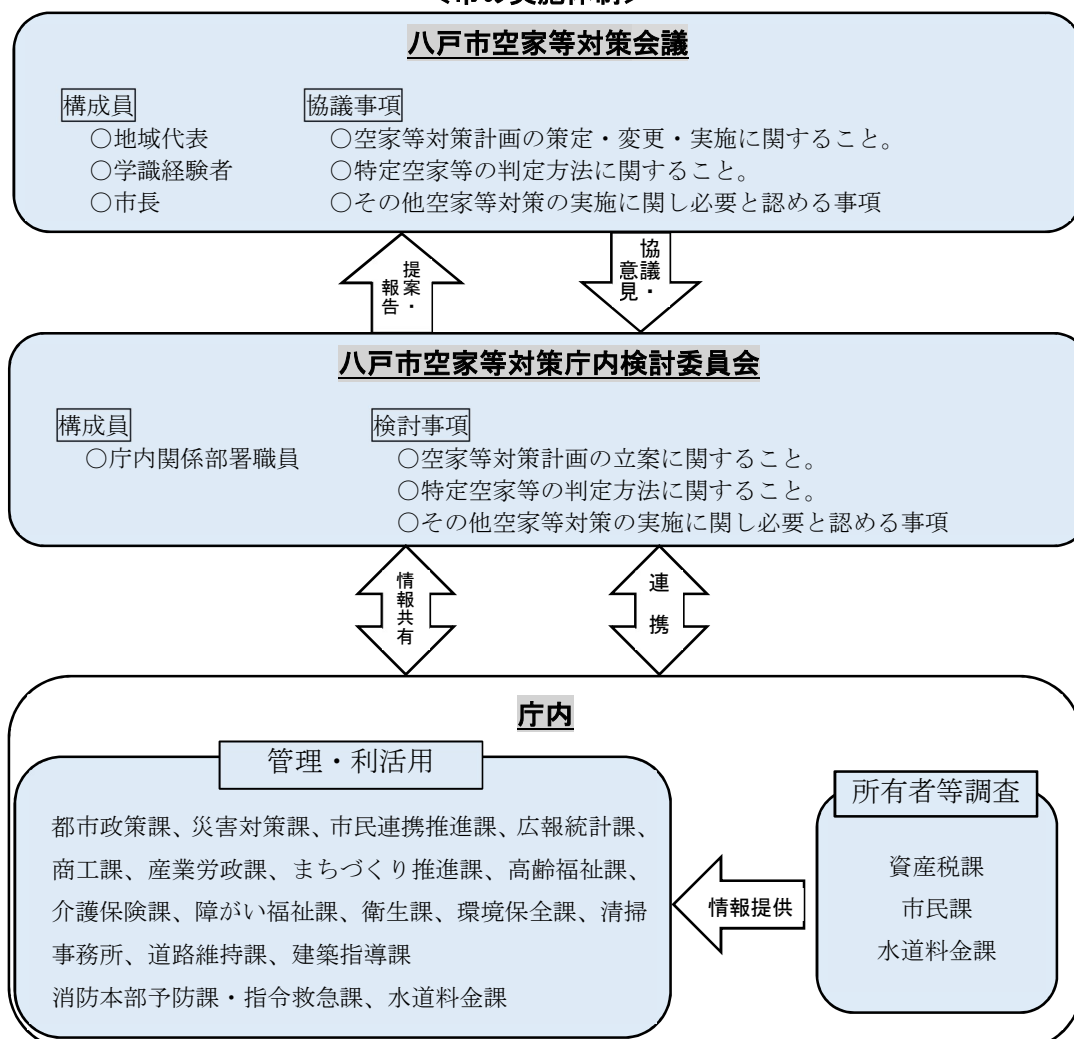 ＜市の実施体制＞
八戸市空家等対策会議
構成員
○地域代表
○学識経験者
○市長
協議事項
○空家等対策計画の策定・変更・実施に関すること。
○特定空家等の判定方法に関すること。
○その他空家等対策の実施に関し必要と認める事項
提案・
報告
協議・
意見
八戸市空家等対策庁内検討委員会
構成員
○庁内関係部署職員
検討事項
○空家等対策計画の立案に関すること。
○特定空家等の判定方法に関すること。
○その他空家等対策の実施に関し必要と認める事項
情報共有
連携
庁内
管理・利活用
都市政策課、災害対策課、市民連携推進課、広報統計課、
商工課、産業労政課、まちづくり推進課、高齢福祉課、
介護保険課、障がい福祉課、衛生課、環境保全課、清掃
事務所、道路維持課、建築指導課
消防本部予防課・指令救急課、水道料金課
情報提供
所有者等調査
資産税課
市民課
水道料金課